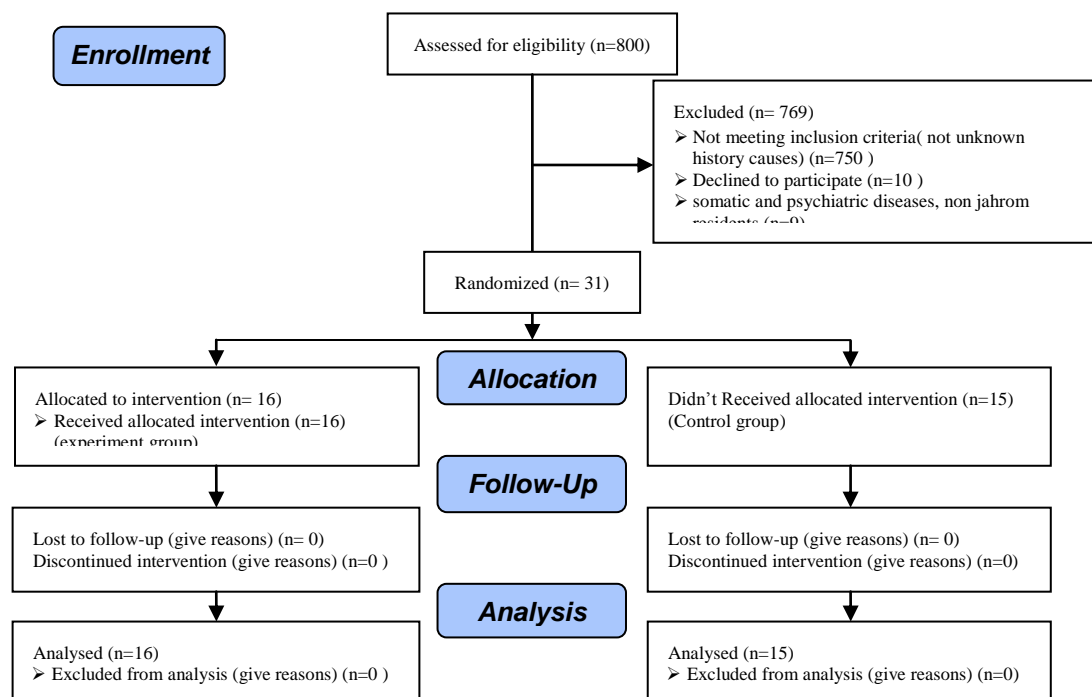 Enrollment
Assessed for eligibility (n=800)
Excluded (n= 769)
➢ Not meeting inclusion criteria( not unknown
history causes) (n=750 )
➢ Declined to participate (n=10 )
➢ somatic and psychiatric diseases, non jahrom
residents (n=9)
Randomized (n= 31)
Allocation
Allocated to intervention (n= 16)
➢ Received allocated intervention (n=16)
(experiment group)
Didn’t Received allocated intervention (n=15)
(Control group)
Follow-Up
Lost to follow-up (give reasons) (n= 0)
Discontinued intervention (give reasons) (n=0 )
Lost to follow-up (give reasons) (n= 0)
Discontinued intervention (give reasons) (n=0)
Analysis
Analysed (n=16)
➢ Excluded from analysis (give reasons) (n=0 )
Analysed (n=15)
➢ Excluded from analysis (give reasons) (n=0)